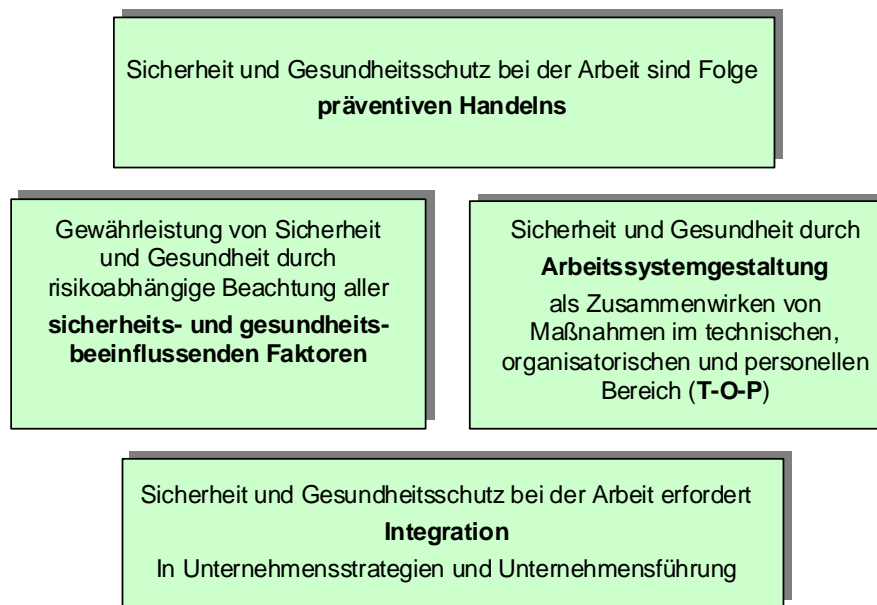 Sicherheit und Gesundheitsschutz bei der Arbeit sind Folge
präventiven Handelns
Gewährleistung von Sicherheit
und Gesundheit durch
risikoabhängige Beachtung aller
sicherheits- und gesundheits-
beeinflussenden Faktoren
Sicherheit und Gesundheit durch
Arbeitssystemgestaltung
als Zusammenwirken von
Maßnahmen im technischen,
organisatorischen und personellen
Bereich (T-O-P)
Sicherheit und Gesundheitsschutz bei der Arbeit erfordert
Integration
In Unternehmensstrategien und Unternehmensführung